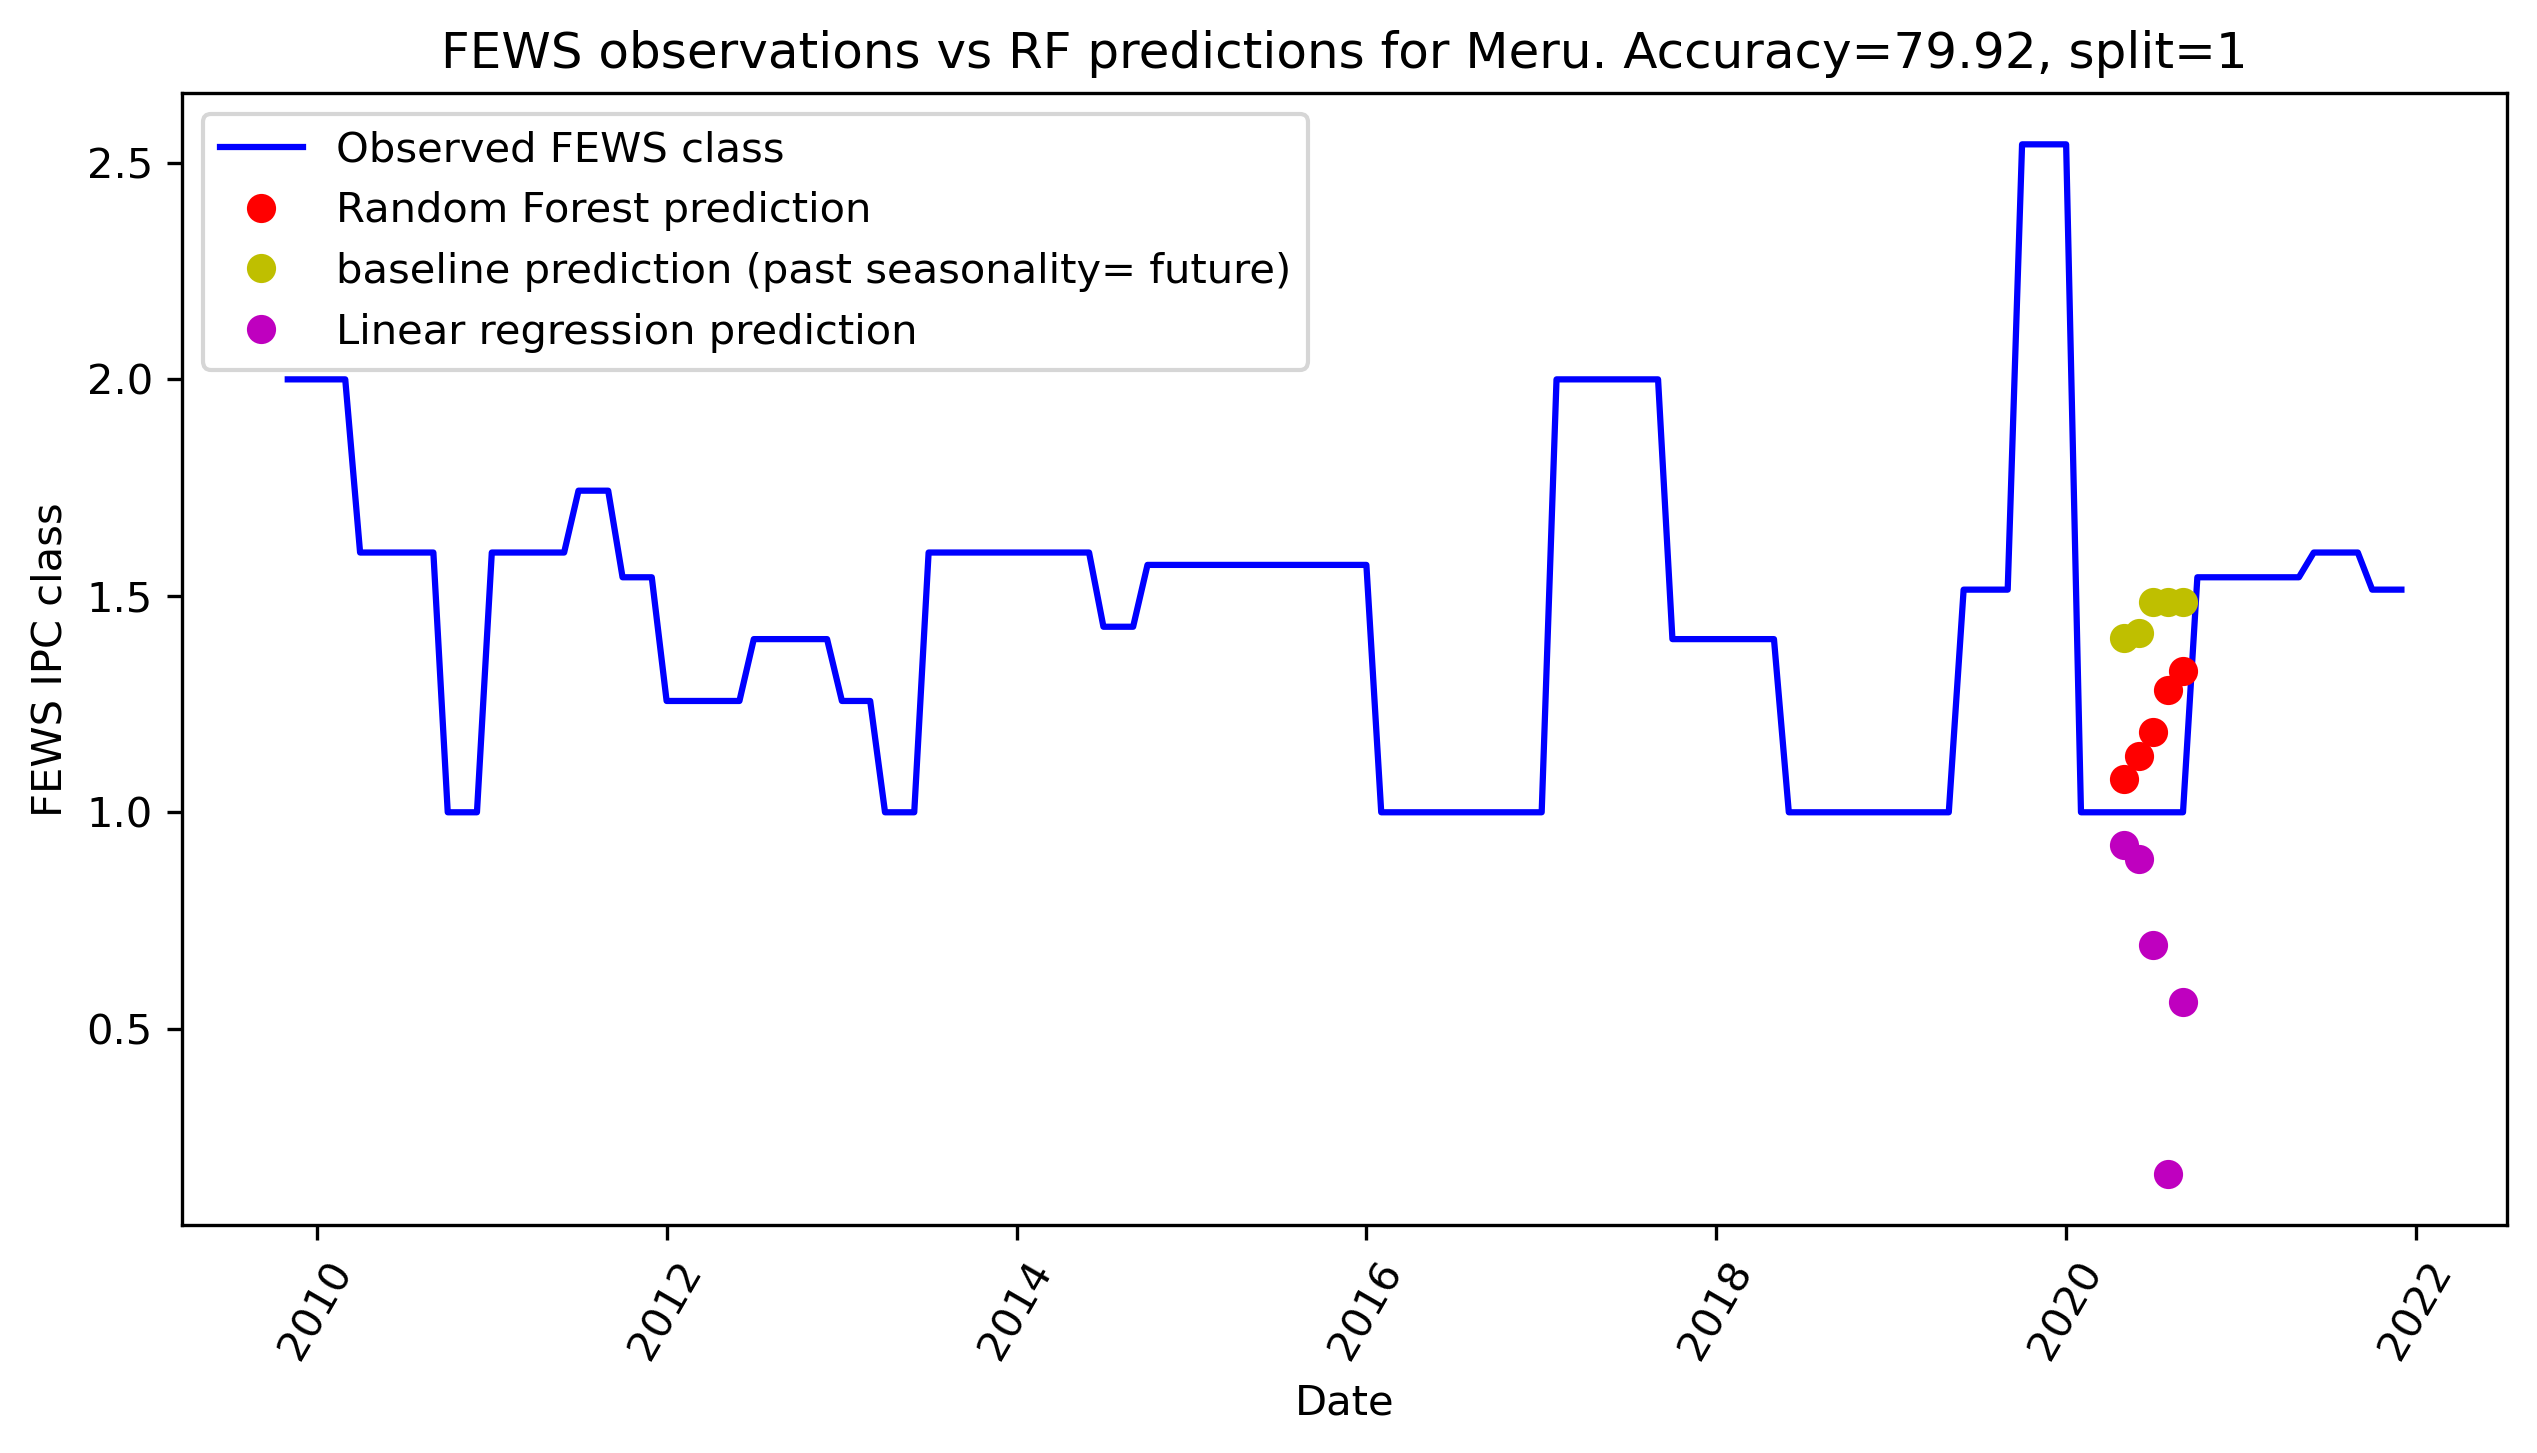 FEWS observations vs RF predictions for Meru. Accuracy=79.92, split=1
Observed FEWS class
Random Forest prediction
baseline prediction (past seasonality= future)
Linear regression prediction
FEWS IPC class
2.5
2.0
1.5
1.0
0.5
2010
2012
2014
2016
2018
2020
2022
Date